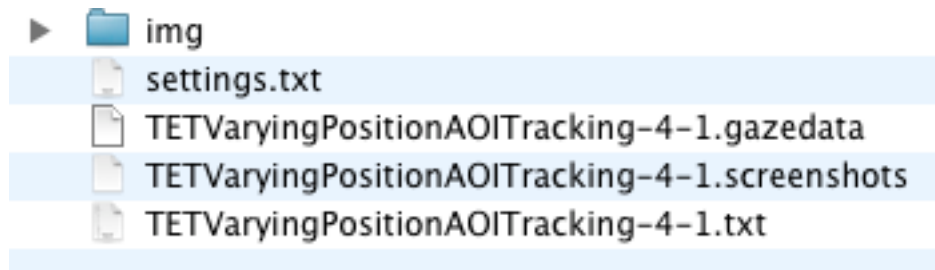 img
settings.txt
TETVaryingPositionAOITracking-4-1.gazedata
TETVaryingPositionAOITracking-4-1.screenshots
TETVaryingPositionAOITracking-4-1.txt